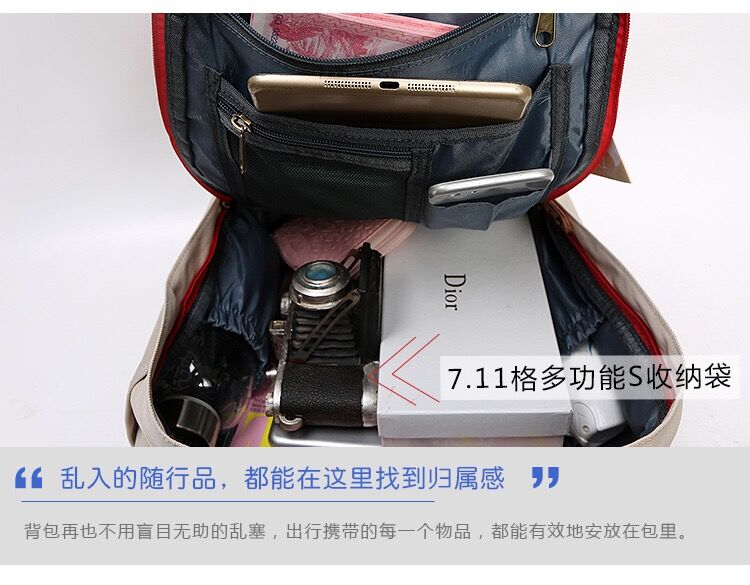 Dior
7.11格多功能S收纳袋
“ 乱入的随行品，都能在这里找到归属感 ”
背包再也不用盲目无助的乱塞，出行携带的每一个物品，都能有效地安放在包里。